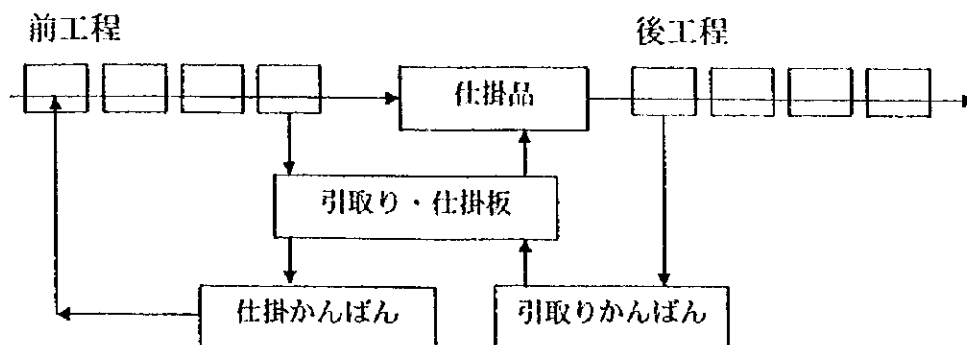 前工程
後工程
仕掛品
引取り・仕掛板
仕掛かんばん
引取りかんばん